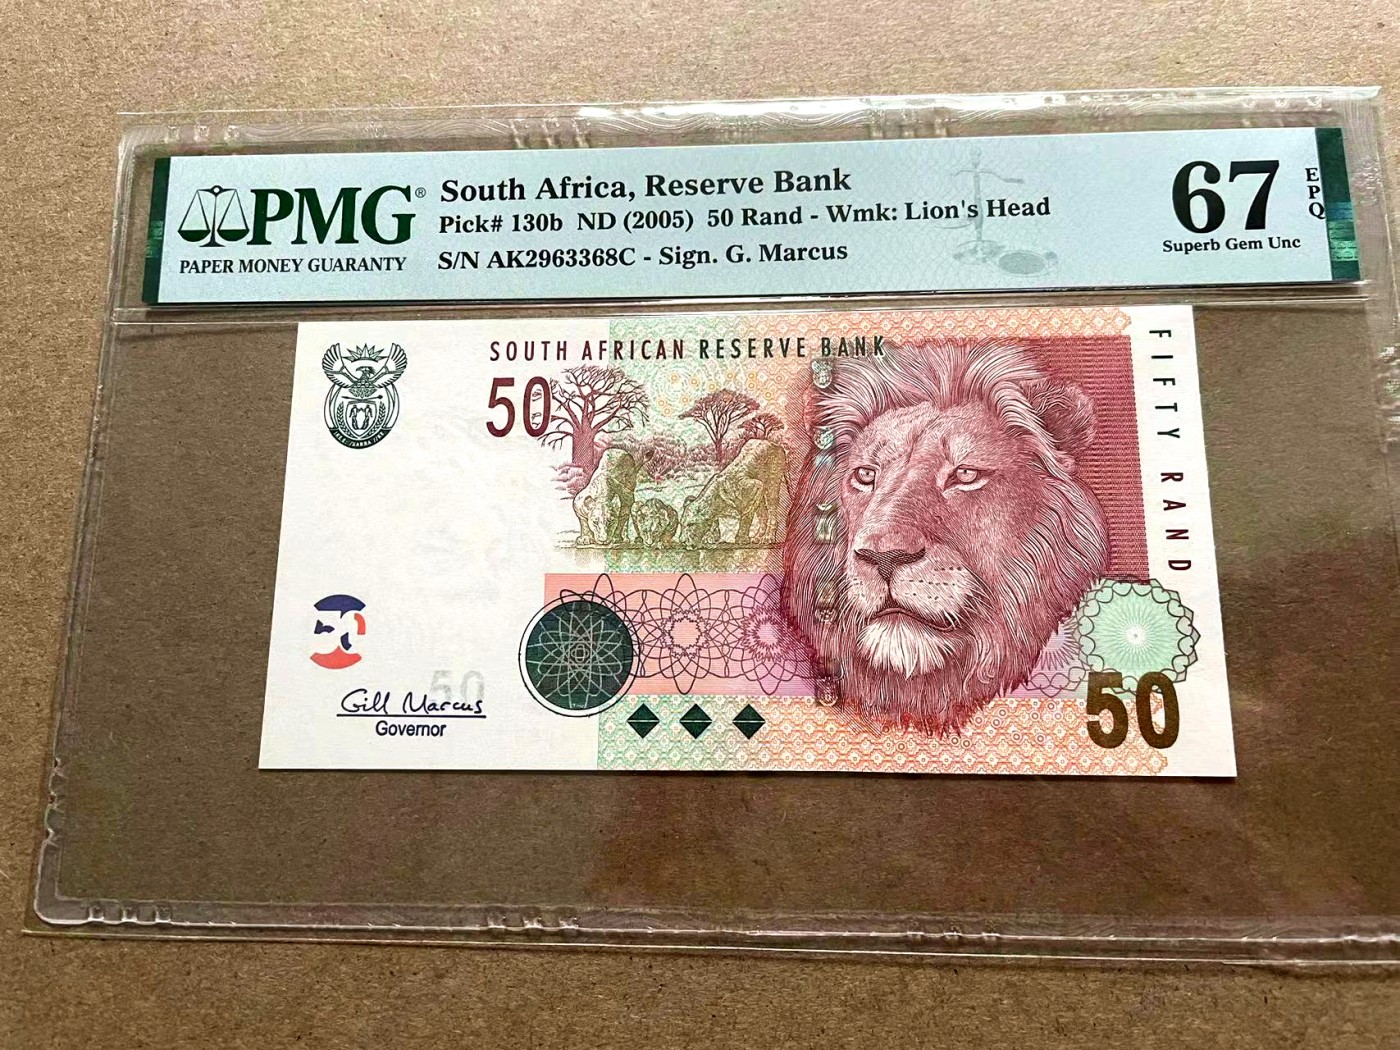 PMG®
PAPER MONEY GUARANTY
South Africa, Reserve Bank
Pick# 130b ND (2005) 50 Rand - Wmk: Lion's Head
S/N AK2963368C - Sign. G. Marcus
67
EPQ
Superb Gem Unc
SOUTH AFRICAN RESERVE BANK
50
FIFTY RAND
50
Gill Marcus
Governor
50
50